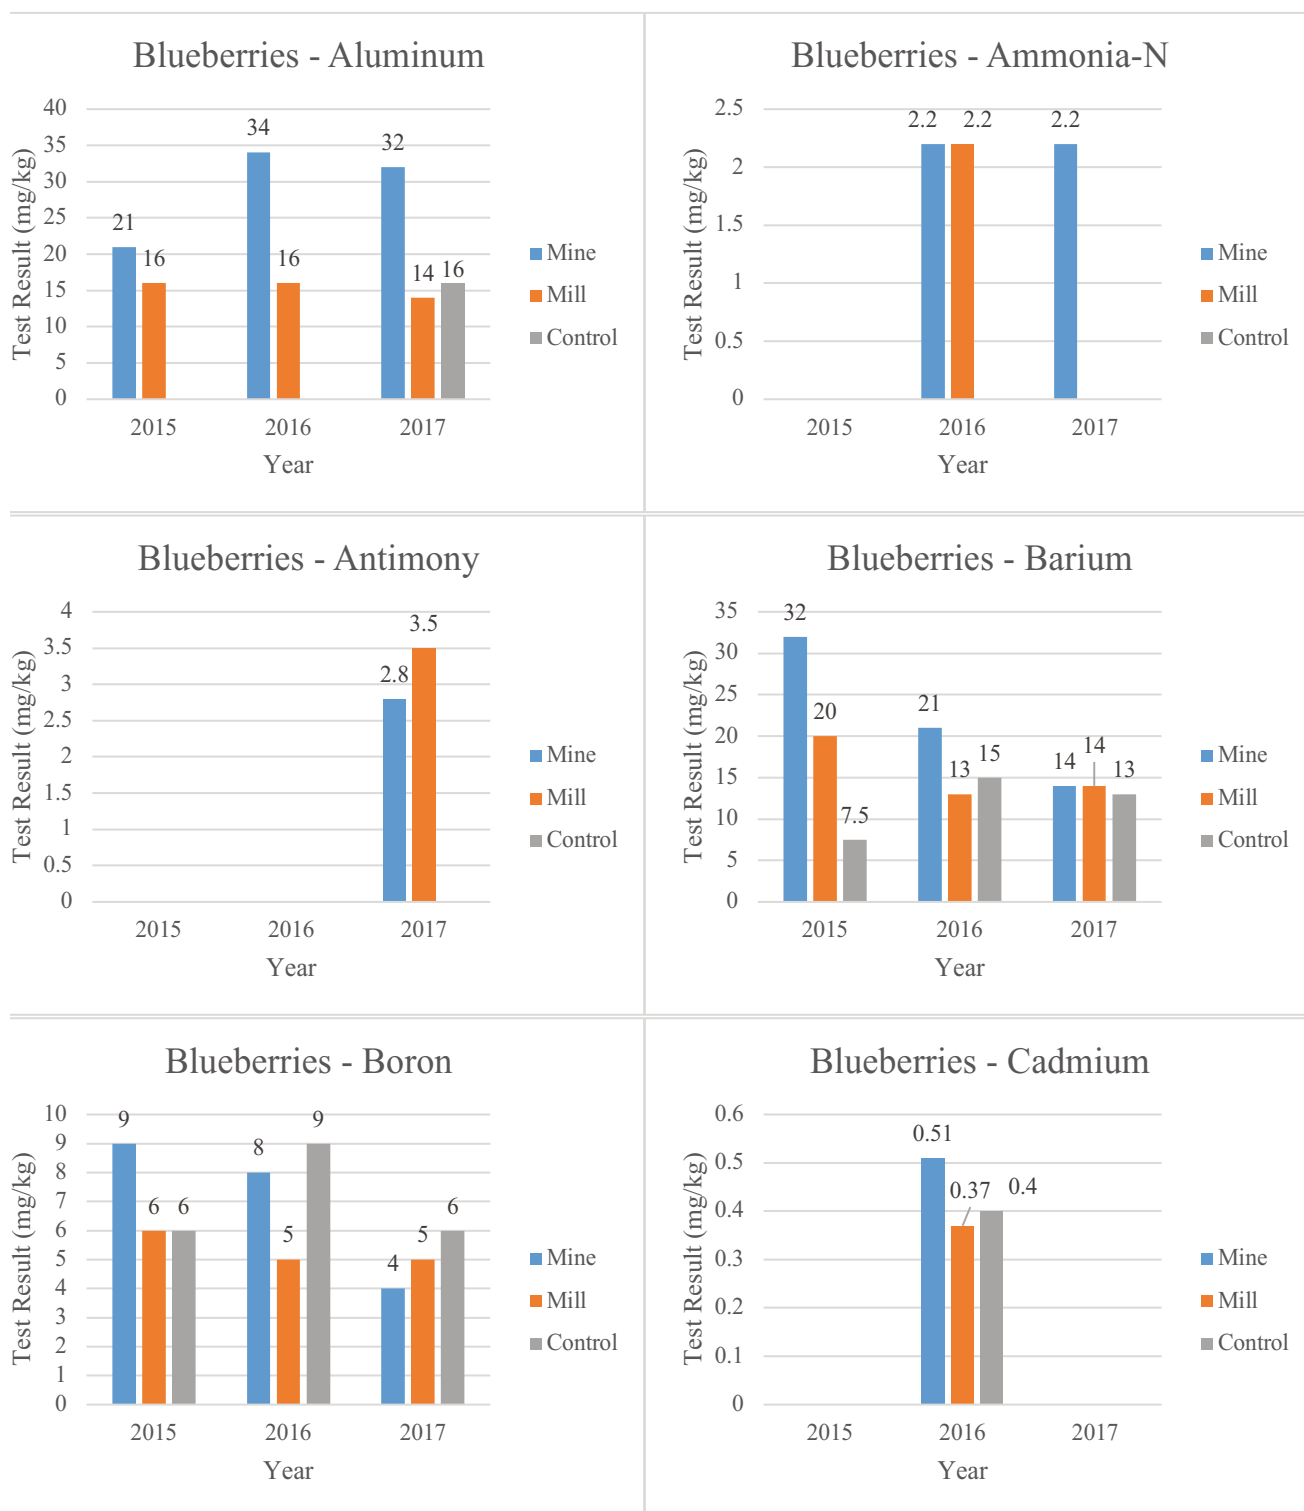 Blueberries - Aluminum
Test Result (mg/kg)
40
35
30
25
20
15
10
5
0
21
16
34
16
32
14
16
2015
2016
2017
Year
Mine
Mill
Control
Blueberries - Ammonia-N
Test Result (mg/kg)
2.5
2
1.5
1
0.5
0
2.2
2.2
2.2
2015
2016
2017
Year
Mine
Mill
Control
Blueberries - Antimony
Test Result (mg/kg)
4
3.5
3
2.5
2
1.5
1
0.5
0
2.8
3.5
2015
2016
2017
Year
Mine
Mill
Control
Blueberries - Barium
Test Result (mg/kg)
35
30
25
20
15
10
5
0
32
20
7.5
21
13
15
14
14
13
2015
2016
2017
Year
Mine
Mill
Control
Blueberries - Boron
Test Result (mg/kg)
10
9
8
7
6
5
4
3
2
1
0
9
6
6
8
5
9
4
5
6
2015
2016
2017
Year
Mine
Mill
Control
Blueberries - Cadmium
Test Result (mg/kg)
0.6
0.5
0.4
0.3
0.2
0.1
0
0.51
0.37
0.4
2015
2016
2017
Year
Mine
Mill
Control